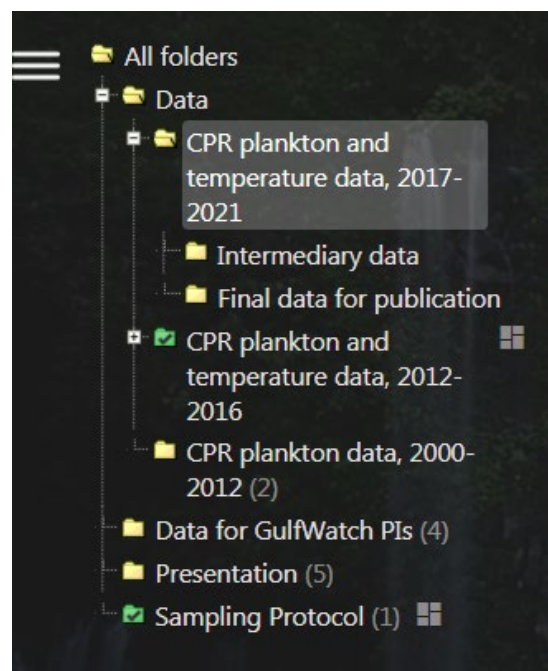 All folders
Data
CPR plankton and
temperature data, 2017-
2021
Intermediary data
Final data for publication
CPR plankton and
temperature data, 2012-
2016
CPR plankton data, 2000-
2012 (2)
Data for GulfWatch PIs (4)
Presentation (5)
Sampling Protocol (1)